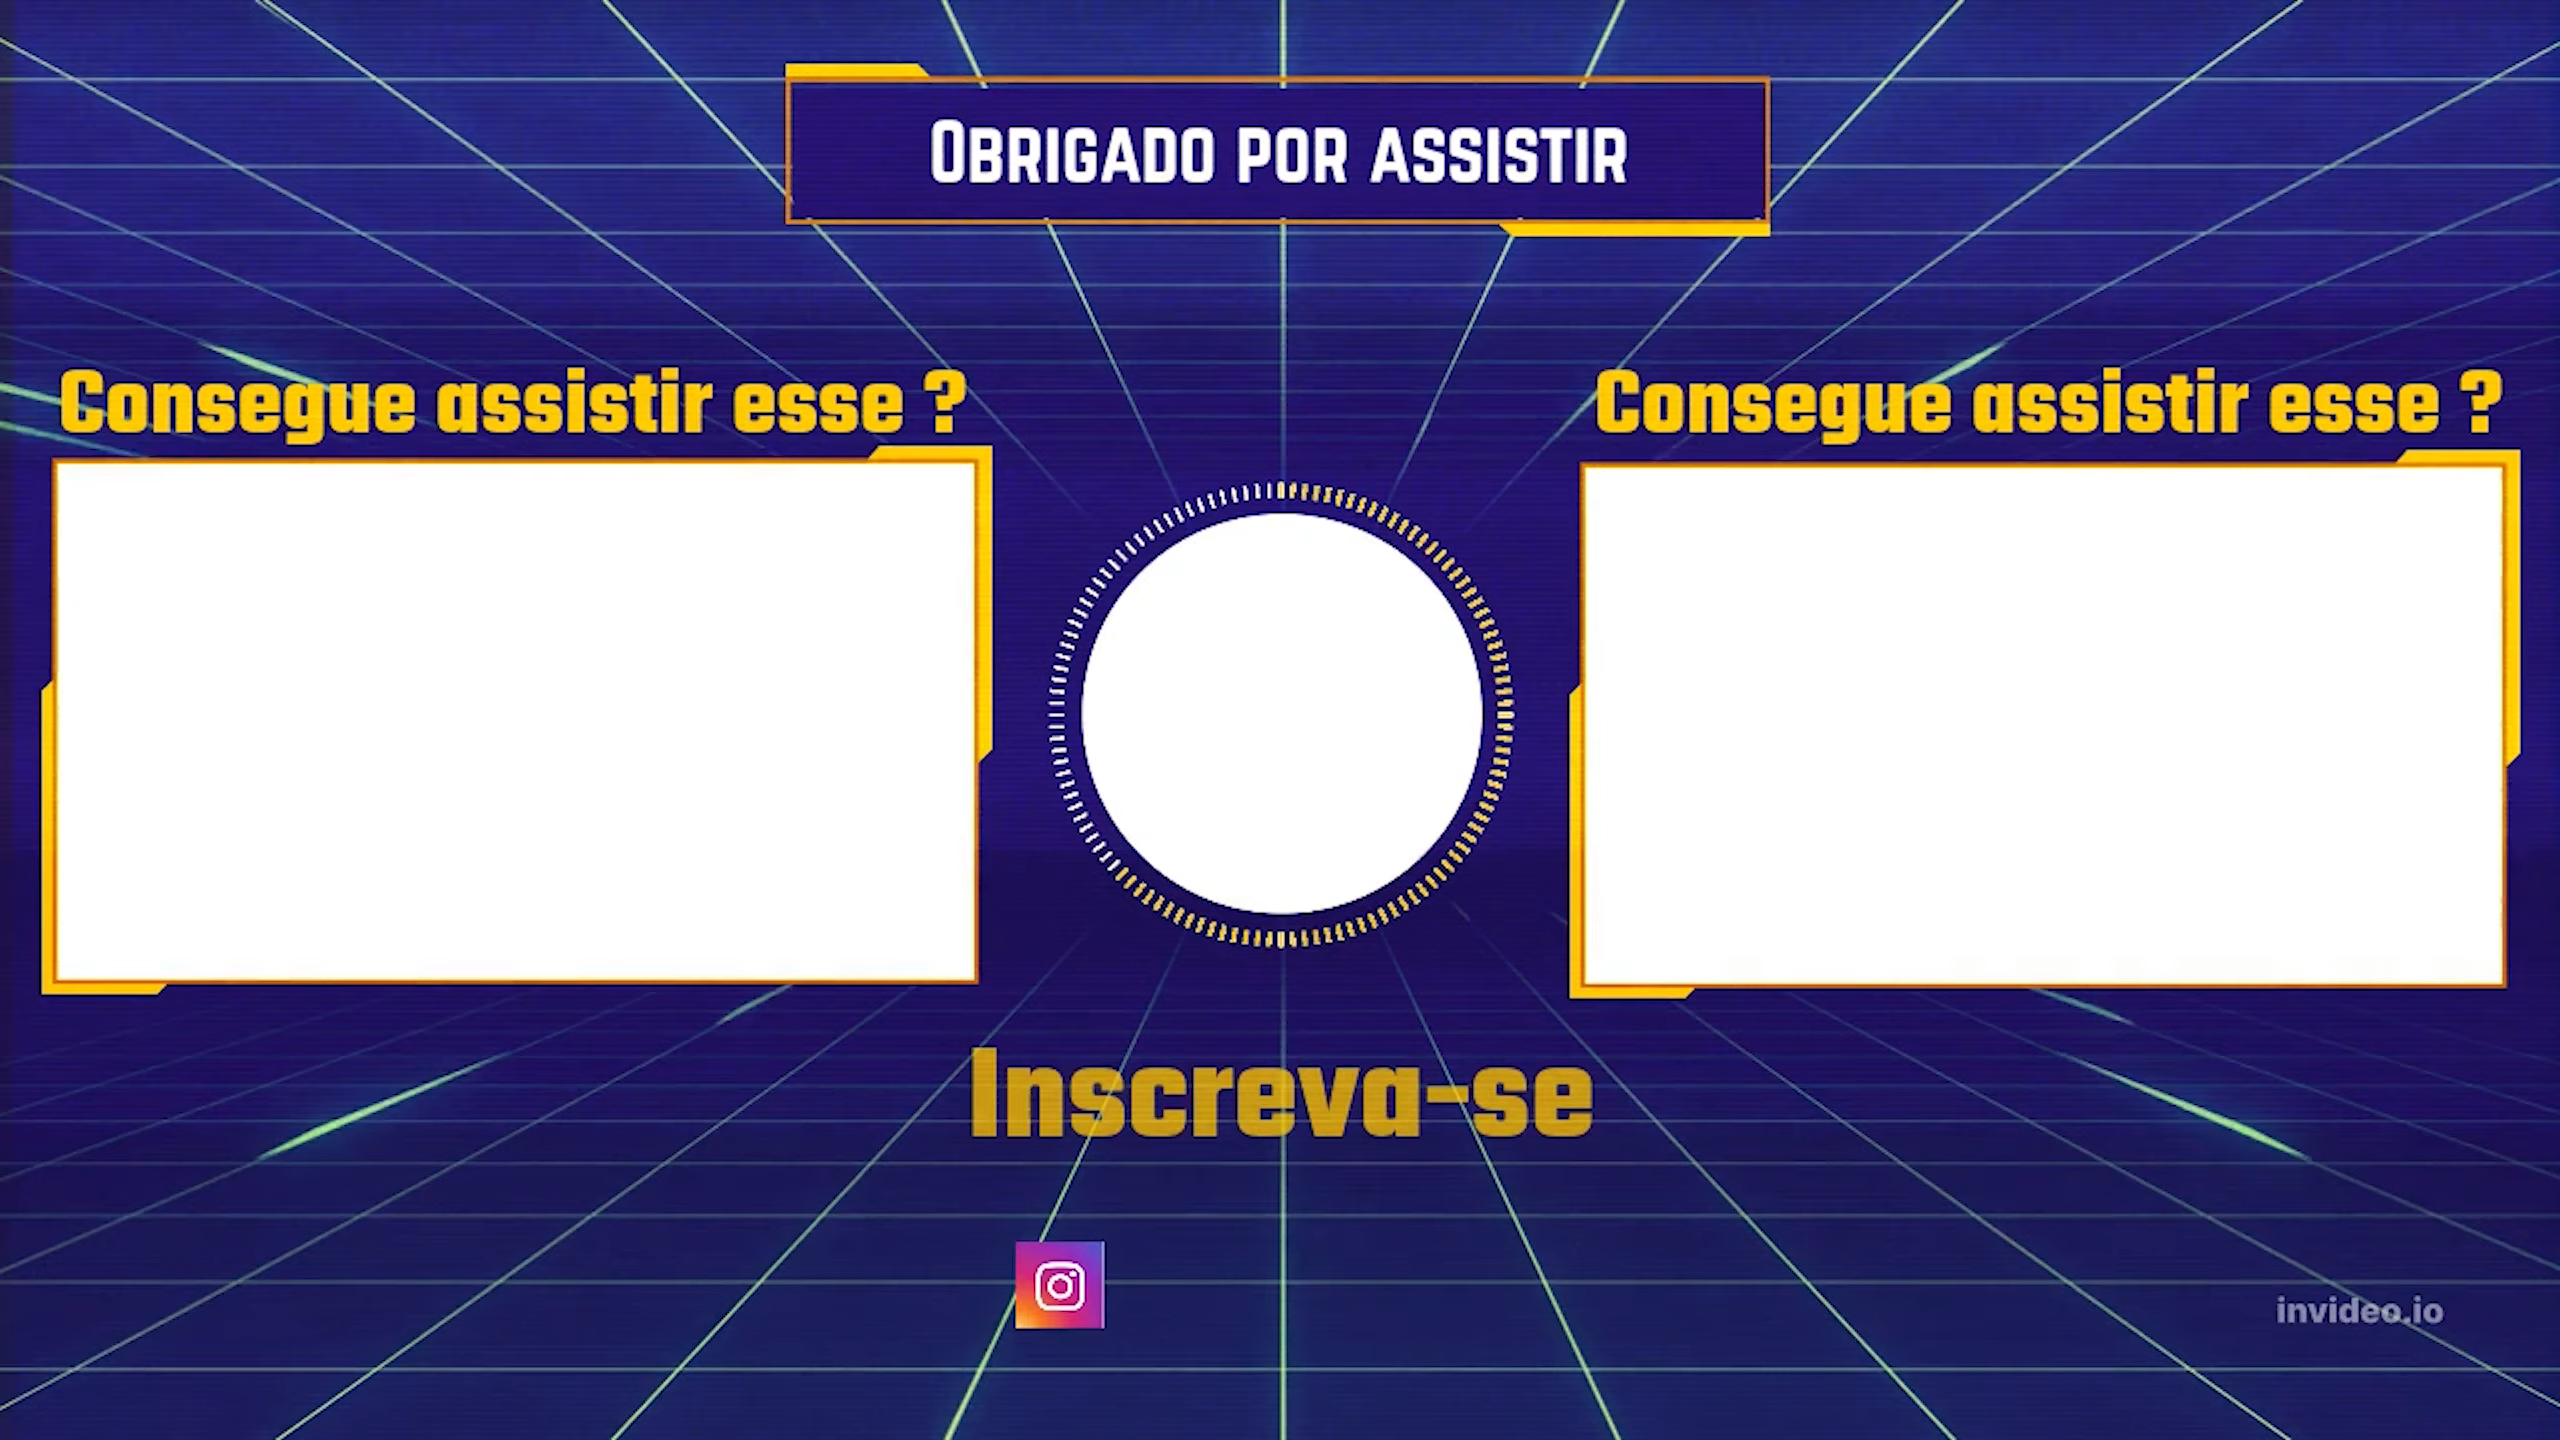 Obrigado por assistir
Consegue assistir esse ?
Consegue assistir esse ?
Inscreva-se
invideo.io